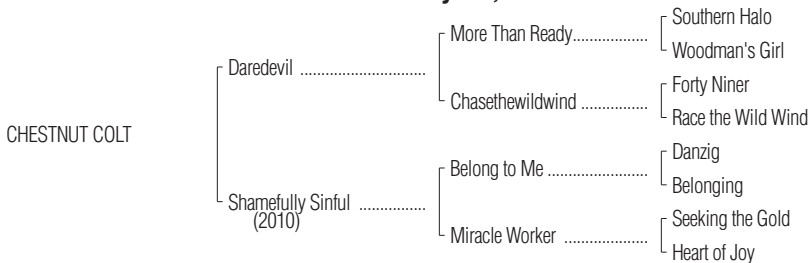 Southern Halo
More Than Ready.................
Woodman's Girl
Daredevil .............................
Forty Niner
Chasethewildwind ...............
Race the Wild Wind
CHESTNUT COLT
Danzig
Belong to Me .......................
Belonging
Shamefully Sinful ................
(2010)
Seeking the Gold
Miracle Worker ...................
Heart of Joy